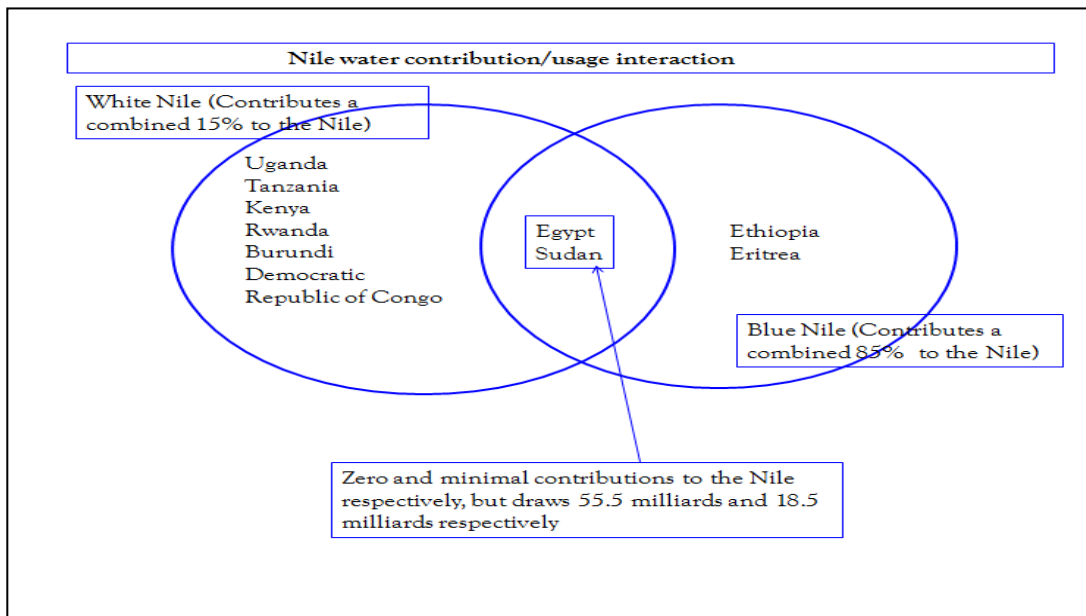 Nile water contribution/usage interaction
White Nile (Contributes a
combined 15% to the Nile)
Uganda
Tanzania
Kenya
Rwanda
Burundi
Democratic
Republic of Congo
Egypt
Sudan
Ethiopia
Eritrea
Blue Nile (Contributes a
combined 85% to the Nile)
Zero and minimal contributions to the Nile
respectively, but draws 55.5 milliards and 18.5
milliards respectively